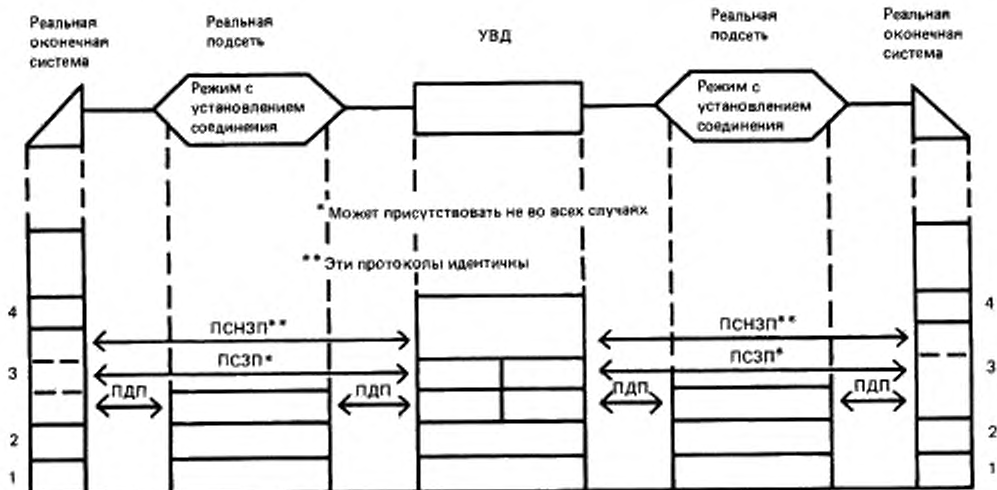 Реальная
оконечная
система
Реальная
подсеть
УВД
Реальная
подсеть
Реальная
оконечная
система
Режим с
установлением
соединения
Режим с
установлением
соединения
*Может присутствовать не во всех случаях
**Эти протоколы идентичны
4
ПСНЗП**
ПСНЗП**
4
3
ПСЗП*
ПСЗП*
3
ПДП
ПДП
ПДП
ПДП
2
2
1
1